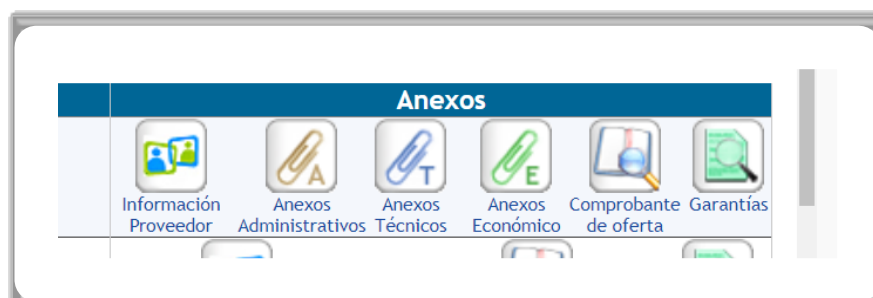 Anexos
A T E
Información Anexos Anexos Anexos Comprobante Garantías
Proveedor Administrativos Técnicos Económico de oferta